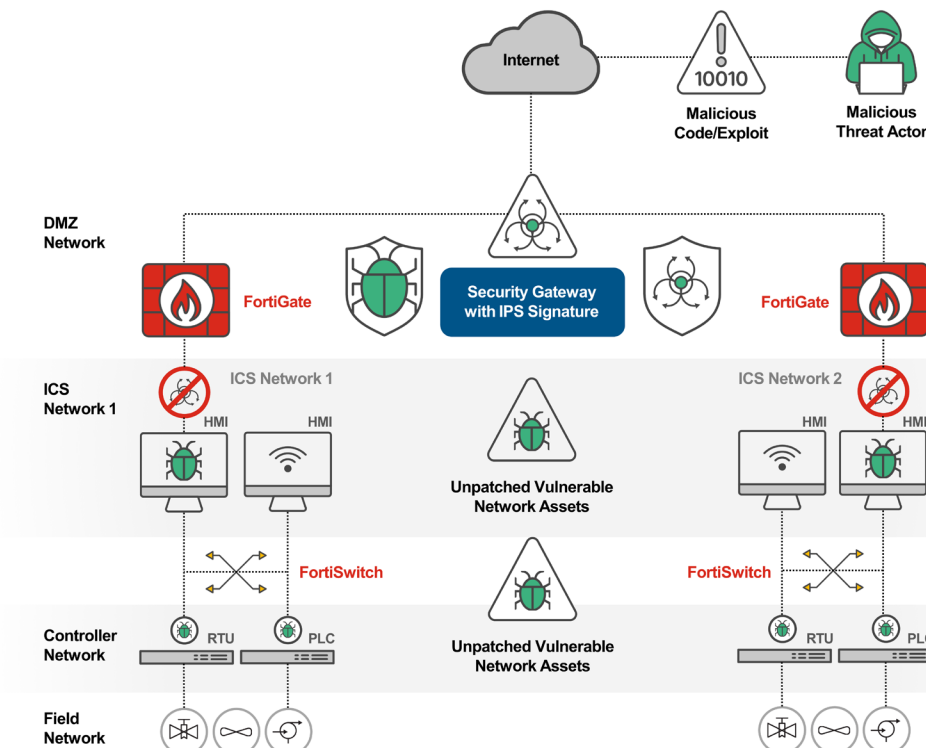 Internet
10010
Malicious
Code/Exploit
Malicious
Threat Actor
DMZ
Network
FortiGate
Security Gateway
with IPS Signature
FortiGate
ICS
Network 1
ICS Network 1
ICS Network 2
HMI
HMI
HMI
HMI
Unpatched Vulnerable
Network Assets
FortiSwitch
FortiSwitch
Controller
Network
RTU
PLC
Unpatched Vulnerable
Network Assets
RTU
PLC
Field
Network